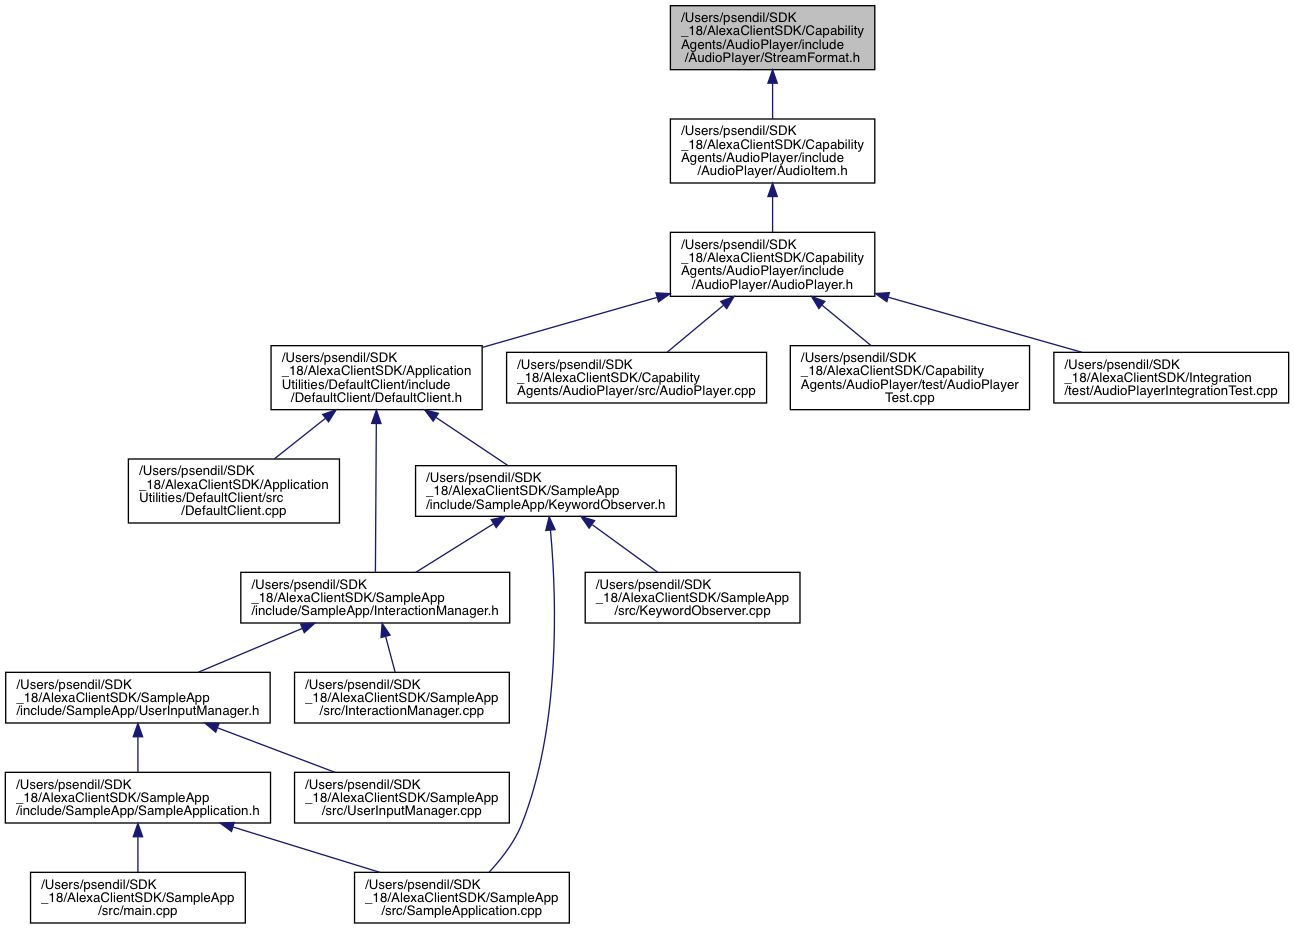 /Users/psendil/SDK
_18/AlexaClientSDK/Capability
Agents/AudioPlayer/include
/AudioPlayer/StreamFormat.h
/Users/psendil/SDK
_18/AlexaClientSDK/Capability
Agents/AudioPlayer/include
/AudioPlayer/AudioItem.h
/Users/psendil/SDK
_18/AlexaClientSDK/Capability
Agents/AudioPlayer/include
/AudioPlayer/AudioPlayer.h
/Users/psendil/SDK
_18/AlexaClientSDK/Application
Utilities/DefaultClient/include
/DefaultClient/DefaultClient.h
/Users/psendil/SDK
_18/AlexaClientSDK/Capability
Agents/AudioPlayer/src/AudioPlayer.cpp
/Users/psendil/SDK
_18/AlexaClientSDK/Capability
Agents/AudioPlayer/test/AudioPlayer
Test.cpp
/Users/psendil/SDK
_18/AlexaClientSDK/Integration
/test/AudioPlayerIntegrationTest.cpp
/Users/psendil/SDK
_18/AlexaClientSDK/Application
Utilities/DefaultClient/src
/DefaultClient.cpp
/Users/psendil/SDK
_18/AlexaClientSDK/SampleApp
/include/SampleApp/KeywordObserver.h
/Users/psendil/SDK
_18/AlexaClientSDK/SampleApp
/include/SampleApp/InteractionManager.h
/Users/psendil/SDK
_18/AlexaClientSDK/SampleApp
/src/KeywordObserver.cpp
/Users/psendil/SDK
_18/AlexaClientSDK/SampleApp
/include/SampleApp/UserInputManager.h
/Users/psendil/SDK
_18/AlexaClientSDK/SampleApp
/src/InteractionManager.cpp
/Users/psendil/SDK
_18/AlexaClientSDK/SampleApp
/include/SampleApp/SampleApplication.h
/Users/psendil/SDK
_18/AlexaClientSDK/SampleApp
/src/UserInputManager.cpp
/Users/psendil/SDK
_18/AlexaClientSDK/SampleApp
/src/main.cpp
/Users/psendil/SDK
_18/AlexaClientSDK/SampleApp
/src/SampleApplication.cpp